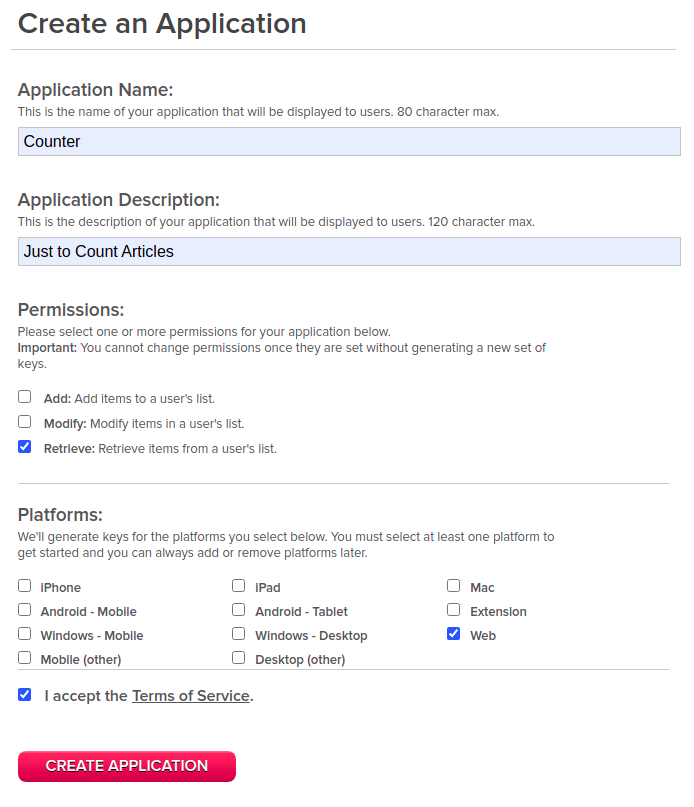 Create an Application
Application Name:
This is the name of your application that will be displayed to users. 80 character max.
Counter
Application Description:
This is the description of your application that will be displayed to users. 120 character max.
Just to Count Articles
Permissions:
Please select one or more permissions for your application below.
Important: You cannot change permissions once they are set without generating a new set of
keys.
Add: Add items to a user's list.
Modify: Modify items in a user's list.
Retrieve: Retrieve items from a user's list.
Platforms:
We'll generate keys for the platforms you select below. You must select at least one platform to
get started and you can always add or remove platforms later.
iPhone iPad Mac
Android - Mobile Android - Tablet Extension
Windows - Mobile Windows - Desktop Web
Mobile (other) Desktop (other)
I accept the Terms of Service.
CREATE APPLICATION